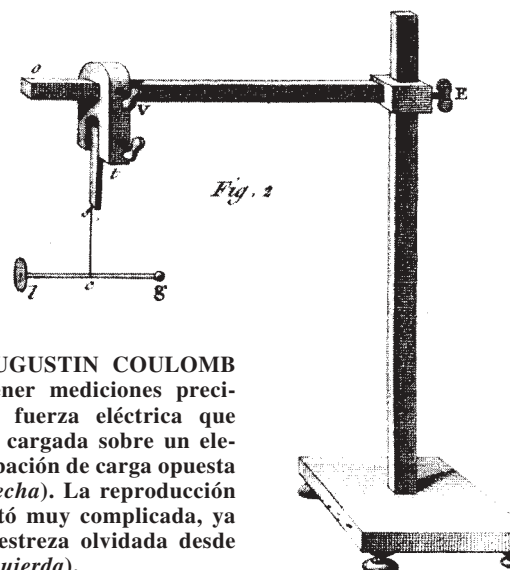 o
V
E
t
Fig. 2
l
c
g
UGUSTIN COULOMB
ner mediciones preci-
fuerza eléctrica que
cargada sobre un ele-
pación de carga opuesta
echa). La reproducción
tó muy complicada, ya
estreza olvidada desde
uierda).